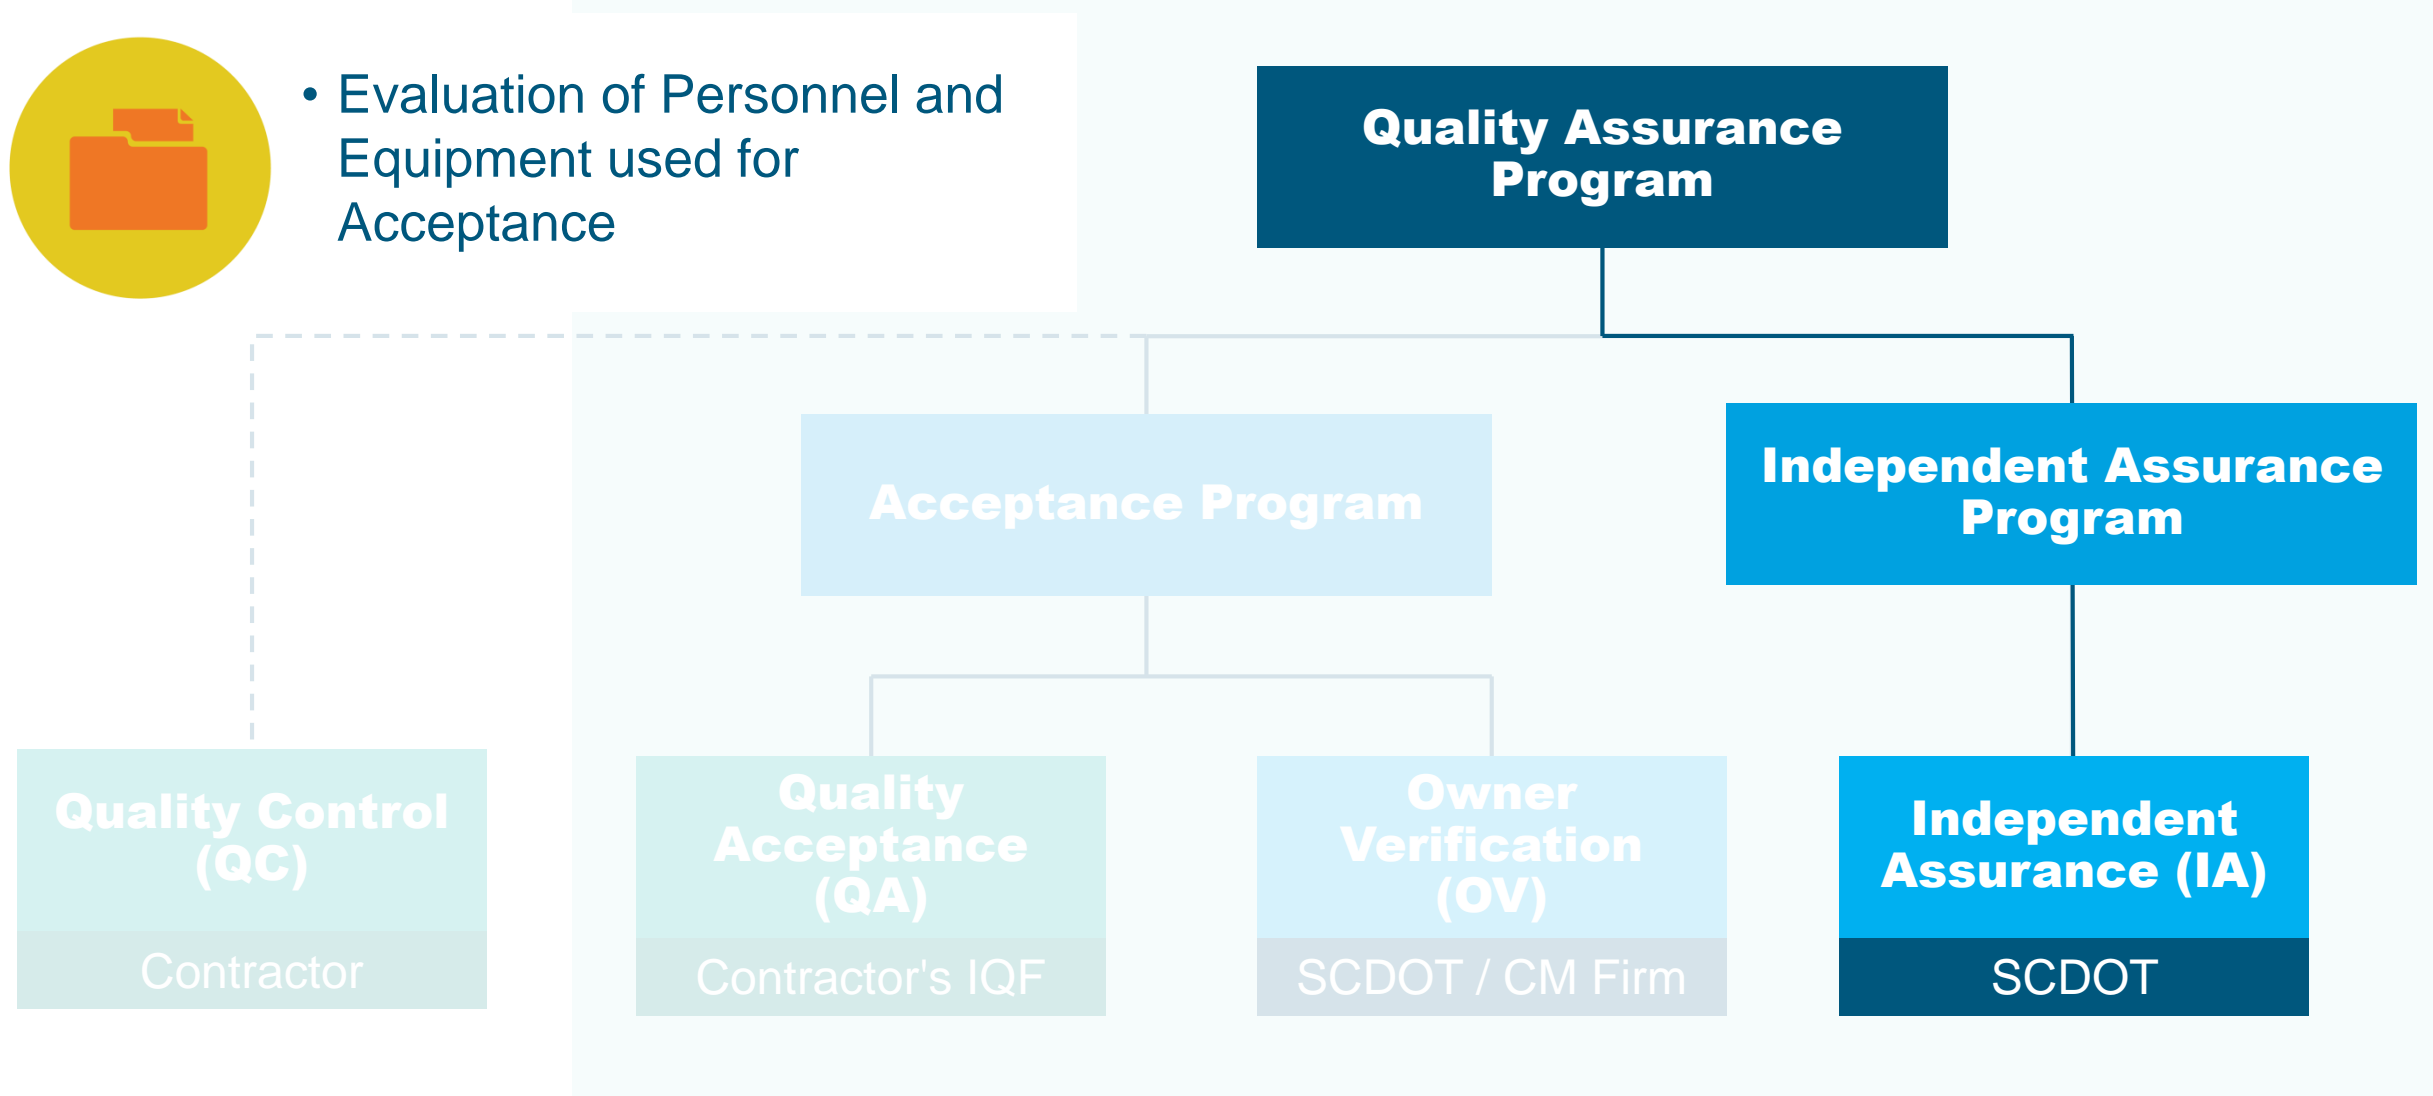 • Evaluation of Personnel and
Equipment used for
Acceptance
Quality Assurance
Program
Acceptance Program
Independent Assurance
Program
Quality Control
(QC)
Contractor
Quality
Acceptance
(QA)
Contractor's IQF
Owner
Verification
(OV)
SCDOT / CM Firm
Independent
Assurance (IA)
SCDOT